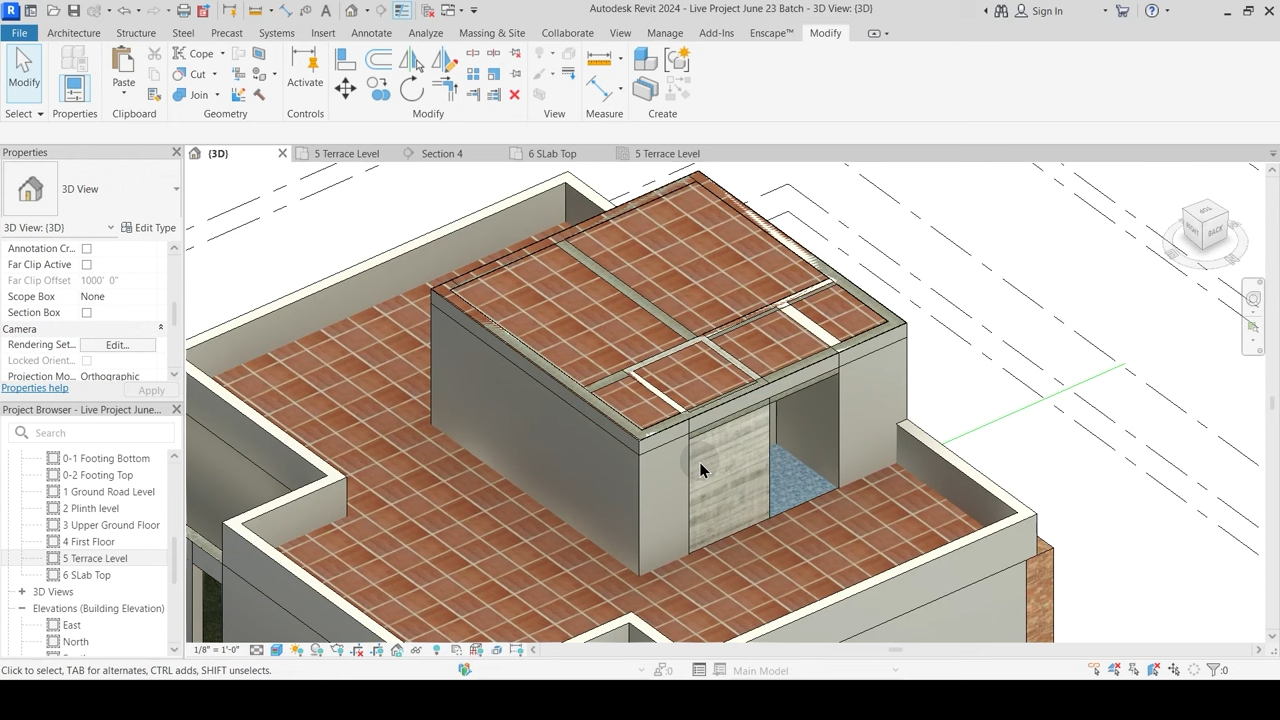 Autodesk Revit 2024 - Live Project June 23 Batch - 3D View: {3D}
Sign In
File Architecture Structure Steel Precast Systems Insert Annotate Analyze Massing & Site Collaborate View Manage Add-Ins Enscape™ Modify
Modify
Paste
Cope
Cut
Join
Activate
Select Properties Clipboard Geometry Controls Modify View Measure Create
Properties
{3D} 5 Terrace Level Section 4 6 SLab Top 5 Terrace Level
3D View
3D View: {3D} Edit Type
Annotation Cr...
Far Clip Active
Far Clip Offset 1000' 0"
Scope Box None
Section Box
Camera
Rendering Set... Edit...
Locked Orient...
Projection Mo... Orthographic
Properties help Apply
Project Browser - Live Project June...
Search
0-1 Footing Bottom
0-2 Footing Top
1 Ground Road Level
2 Plinth level
3 Upper Ground Floor
4 First Floor
5 Terrace Level
6 SLab Top
3D Views
Elevations (Building Elevation)
East
North
TOP
RIGHT BACK
1/8" = 1'-0"
Click to select, TAB for alternates, CTRL adds, SHIFT unselects.
:0
Main Model
:0